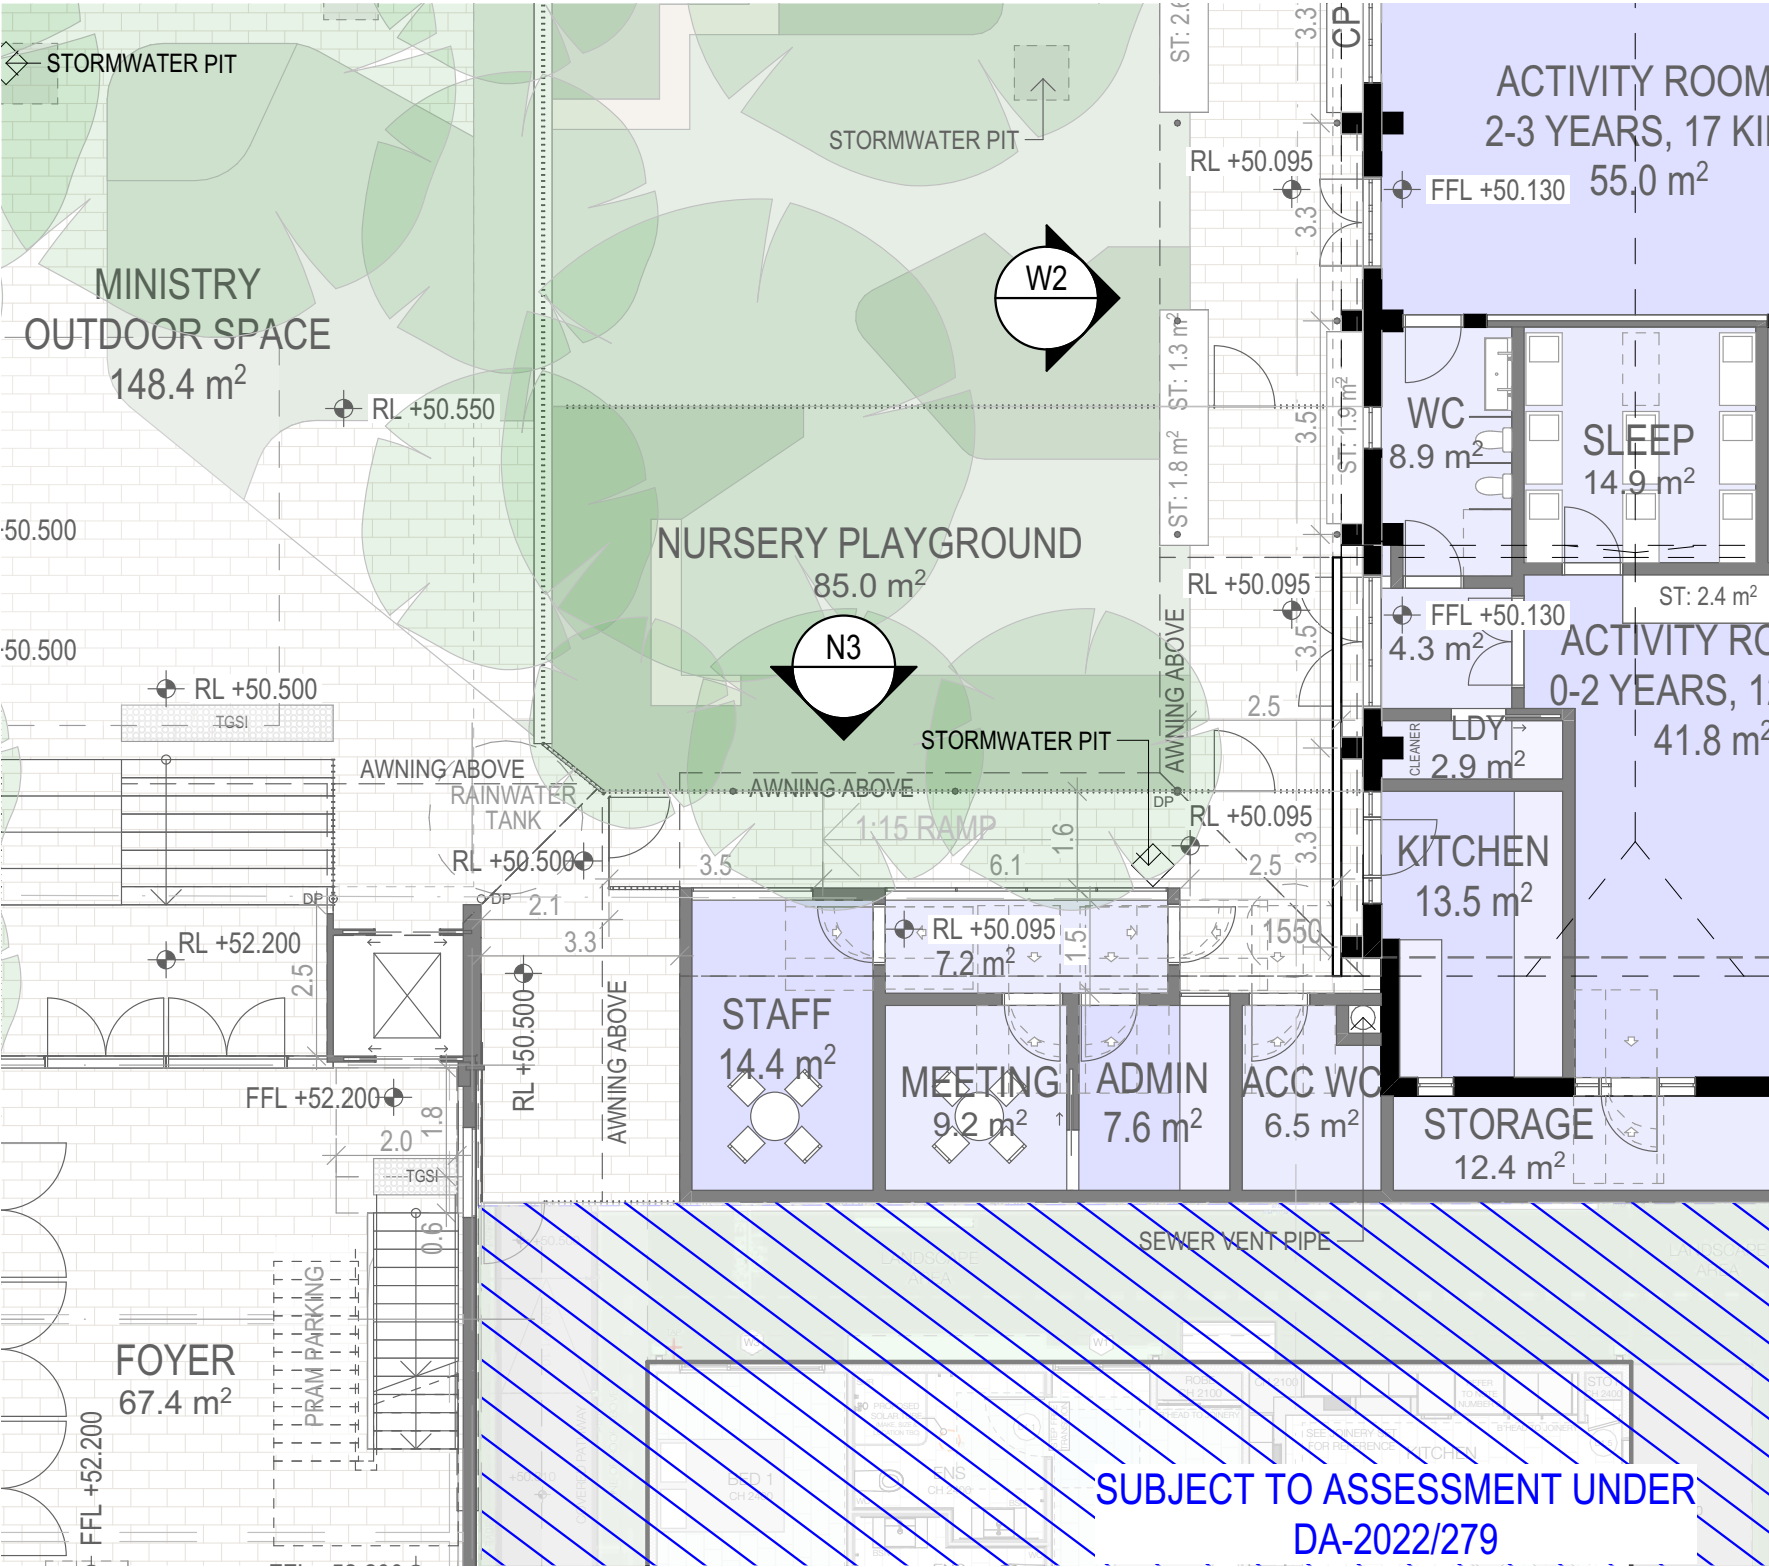 STORMWATER PIT
ST: 2.6
3.3
CP
ACTIVITY ROOM
2-3 YEARS, 17 KI
55.0 m²
STORMWATER PIT
RL +50.095
FFL +50.130
3.3
MINISTRY
OUTDOOR SPACE
148.4 m²
W2
RL +50.550
ST: 1.3 m²
ST: 1.8 m²
ST: 1.9 m²
3.5
WC
8.9 m²
SLEEP
14.9 m²
50.500
NURSERY PLAYGROUND
85.0 m²
RL +50.095
FFL +50.130
4.3 m²
ST: 2.4 m²
50.500
N3
AWNING ABOVE
3.5
ACTIVITY RO
0-2 YEARS, 1
41.8 m²
RL +50.500
TGSI
2.5
STORMWATER PIT
CLEANER
LDY
2.9 m²
AWNING ABOVE
RAINWATER
TANK
AWNING ABOVE
DP
RL +50.095
1:15 RAMP
1.6
3.3
KITCHEN
13.5 m²
RL +50.500
3.5
6.1
2.5
DP
DP
2.1
3.3
RL +52.200
2.5
RL +50.095
7.2 m²
1.5
1550
RL +50.500
AWNING ABOVE
STAFF
14.4 m²
MEETING
9.2 m²
ADMIN
7.6 m²
ACC WC
6.5 m²
STORAGE
12.4 m²
FFL +52.200
1.8
2.0
TGSI
0.6
SEWER VENT PIPE
LANDSCAPE
AREA
LANDSCAPE
AREA
PRAM PARKING
FOYER
67.4 m²
FFL +52.200
BED 1
ENS
KITCHEN
SUBJECT TO ASSESSMENT UNDER
DA-2022/279